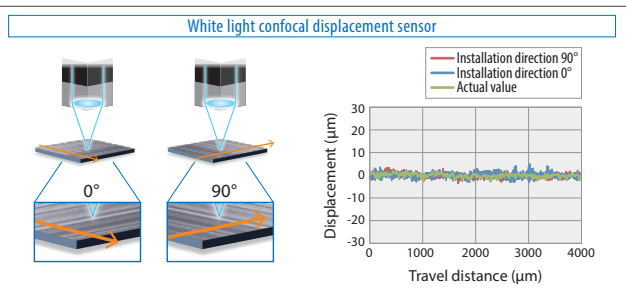 White light confocal displacement sensor
0°
90°
Installation direction 90°
Installation direction 0°
Actual value
Displacement (μm)
30
20
10
0
-10
-20
-30
0
1000
2000
3000
4000
Travel distance (μm)